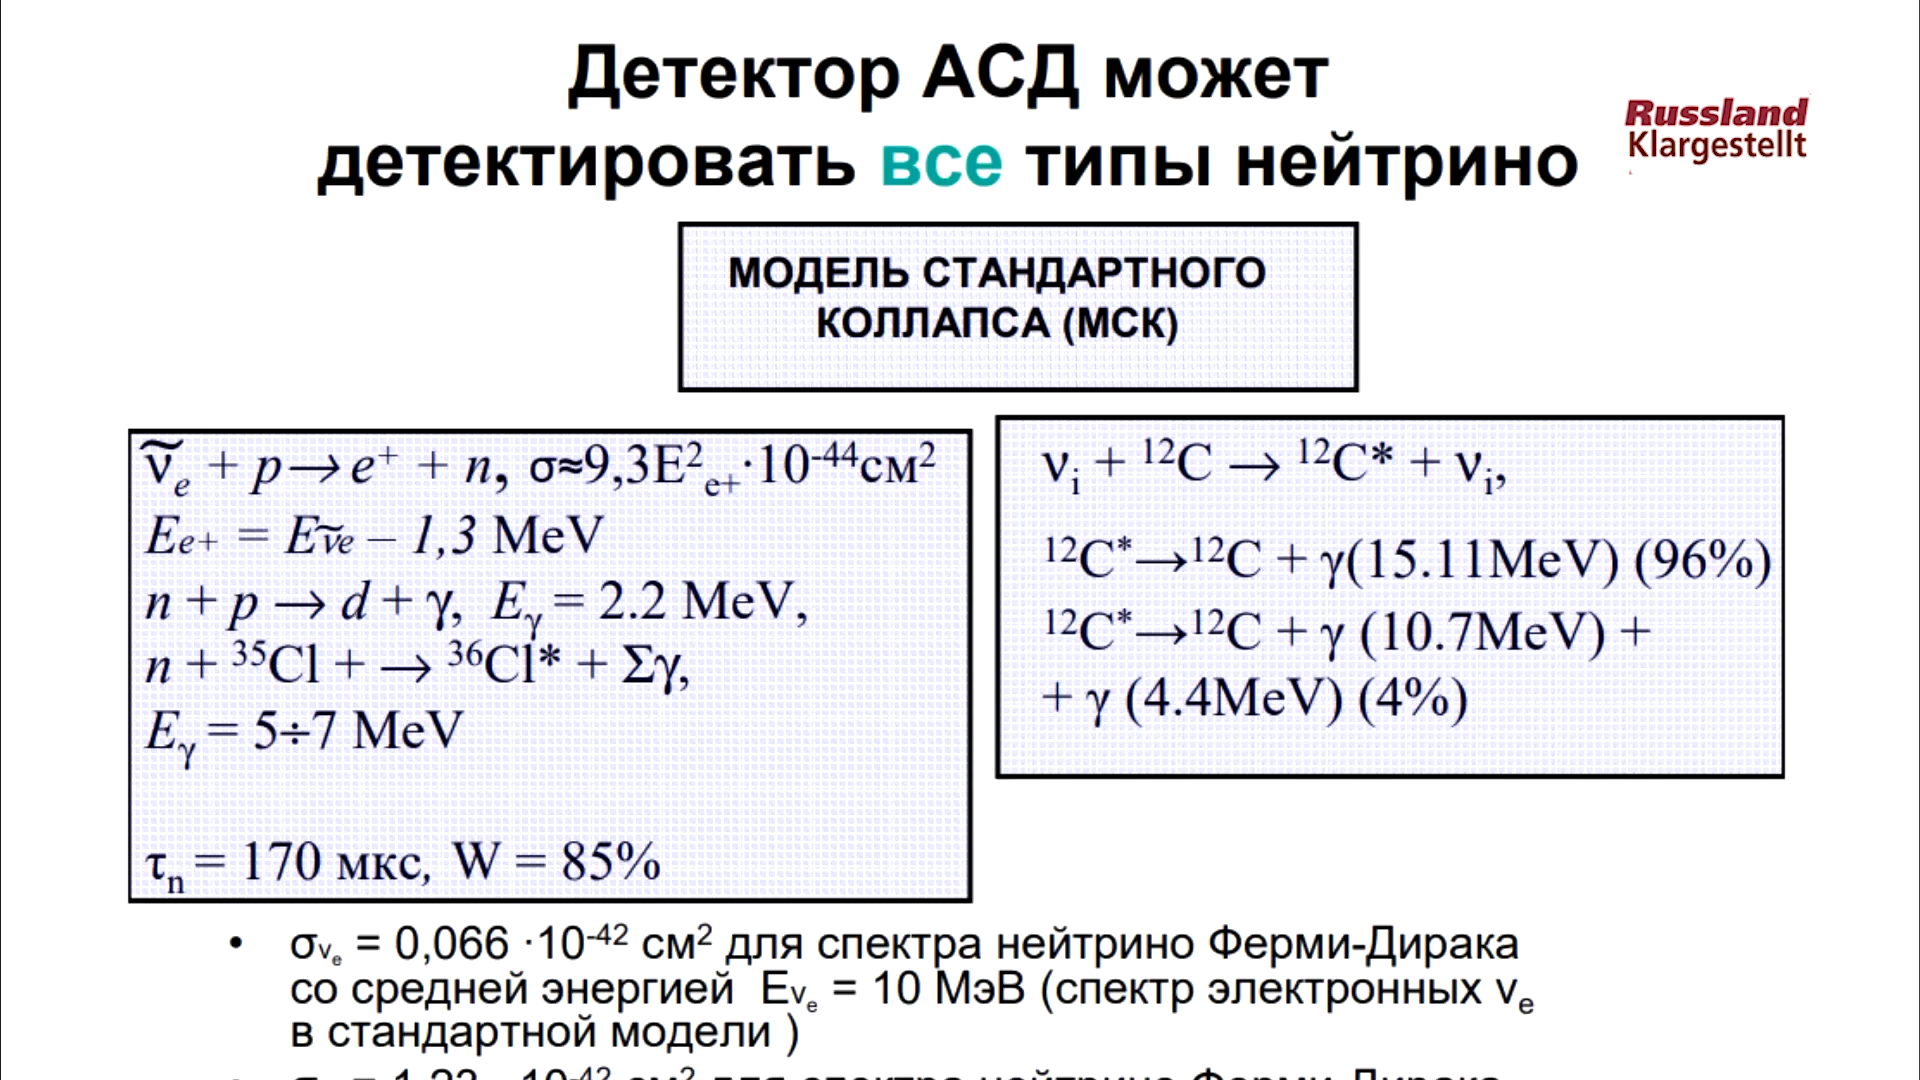 Детектор АСД может
детектировать все типы нейтрино
Russland
Klargestellt
МОДЕЛЬ СТАНДАРТНОГО
КОЛЛАПСА (МСК)
ν̃ₑ + p→e⁺ + n, σ≈9,3E²ₑ₊·10⁻⁴⁴см²
Ee+ = Eν̃e – 1,3 MeV
n + p → d + γ, Eᵧ = 2.2 MeV,
n + ³⁵Cl + → ³⁶Cl* + Σγ,
Eᵧ = 5÷7 MeV
τₙ = 170 мкс, W = 85%
νᵢ + ¹²C → ¹²C* + νᵢ,
¹²C*→¹²C + γ(15.11MeV) (96%)
¹²C*→¹²C + γ (10.7MeV) +
+ γ (4.4MeV) (4%)
• σνₑ = 0,066 ·10⁻⁴² см² для спектра нейтрино Ферми-Дирака
со средней энергией Eνₑ = 10 МэВ (спектр электронных νₑ
в стандартной модели )